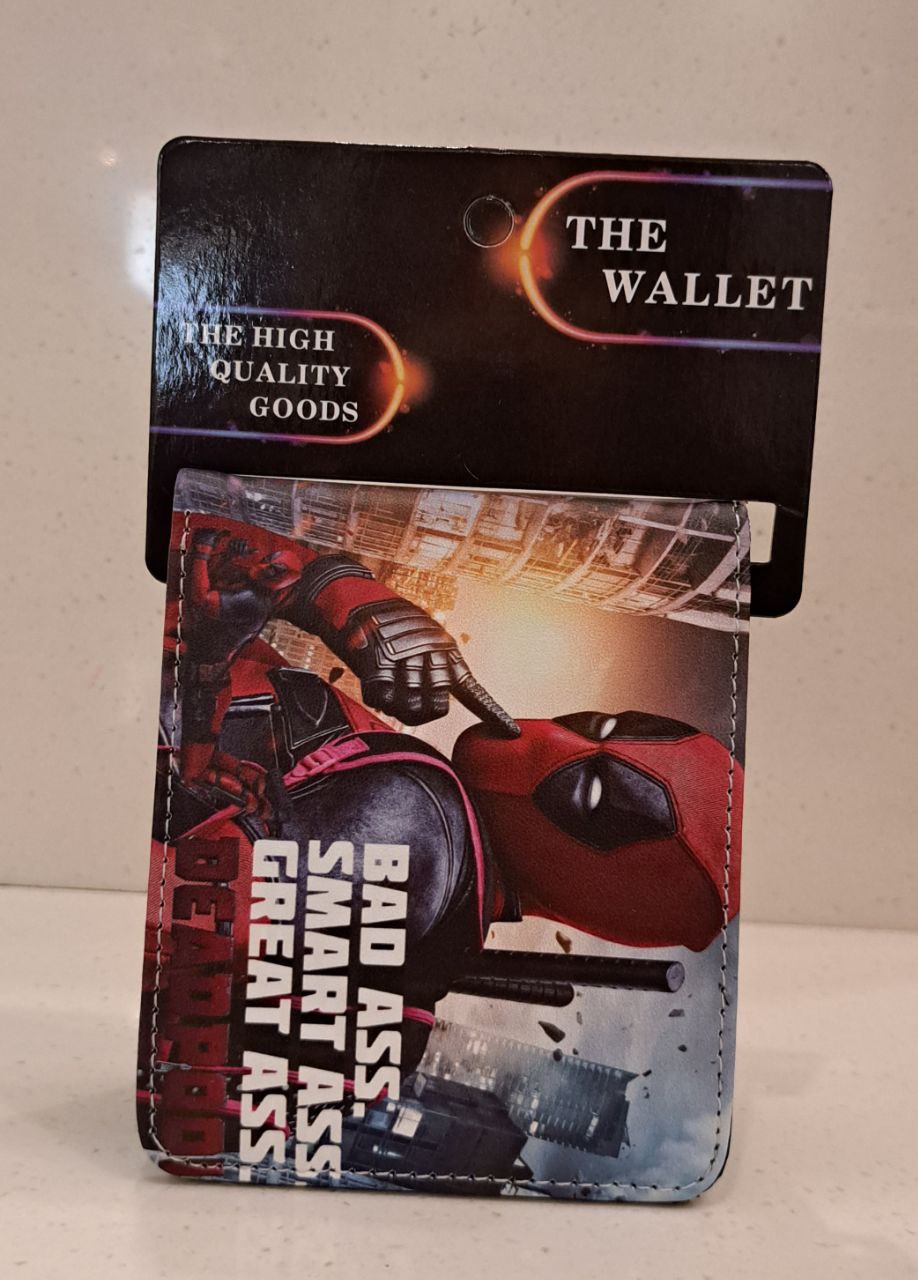 THE
WALLET
THE HIGH
QUALITY
GOODS
BAD ASS.
SMART ASS
GREAT ASS.
DEADPOOL